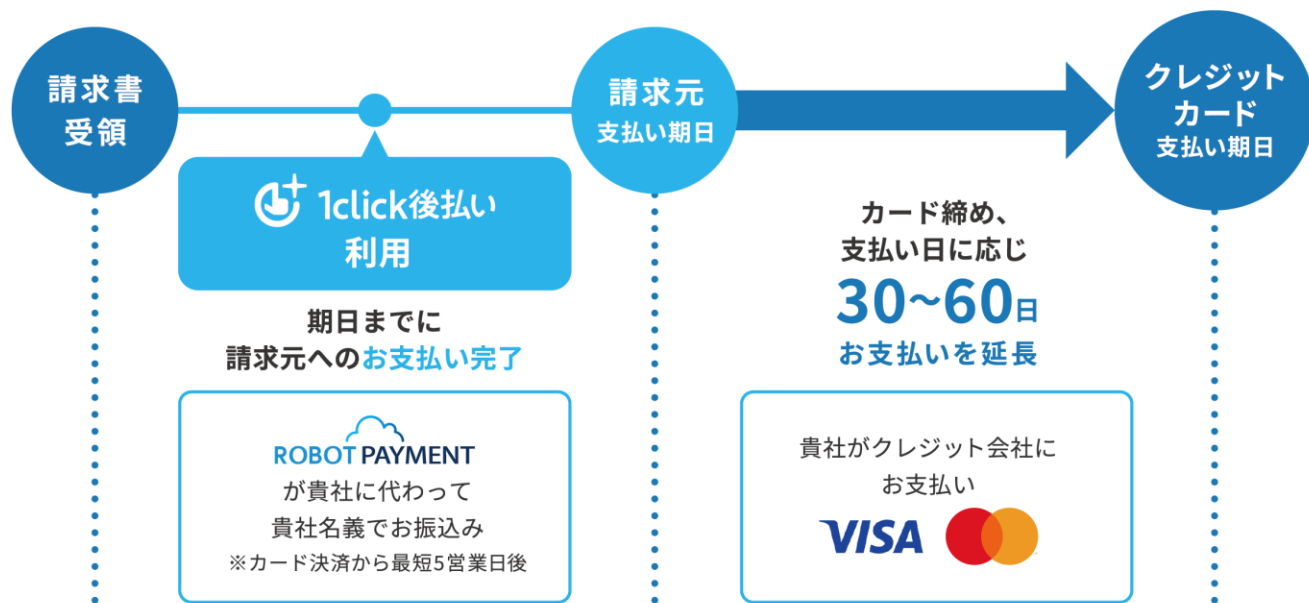 請求書
受領
1click後払い
利用
期日までに
請求元へのお支払い完了
ROBOT PAYMENT
が貴社に代わって
貴社名義でお振込み
※カード決済から最短5営業日後
請求元
支払い期日
カード締め、
支払い日に応じ
30〜60日
お支払いを延長
貴社がクレジット会社に
お支払い
VISA
クレジット
カード
支払い期日